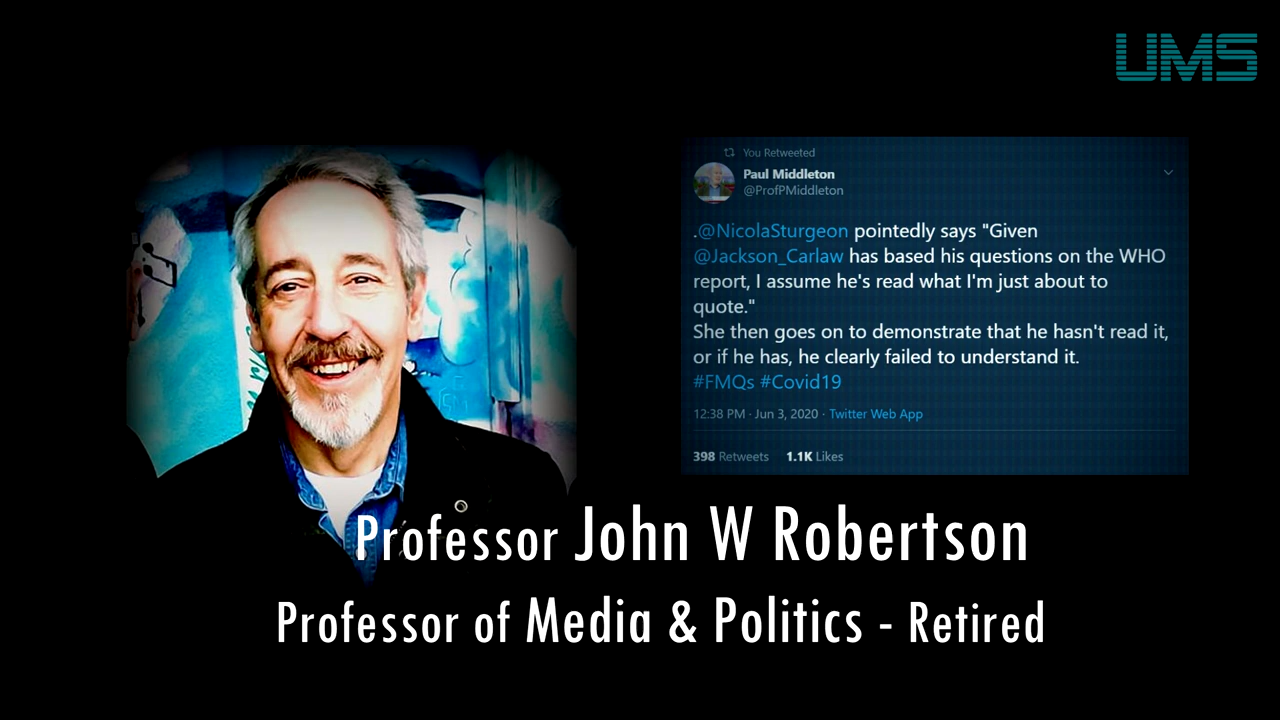 UMS
You Retweeted
Paul Middleton
@ProfPMiddleton
.@NicolaSturgeon pointedly says "Given
@Jackson_Carlaw has based his questions on the WHO
report, I assume he's read what I'm just about to
quote."
She then goes on to demonstrate that he hasn't read it,
or if he has, he clearly failed to understand it.
#FMQs #Covid19
12:38 PM · Jun 3, 2020 · Twitter Web App
398 Retweets 1.1K Likes
Professor John W Robertson
Professor of Media & Politics - Retired